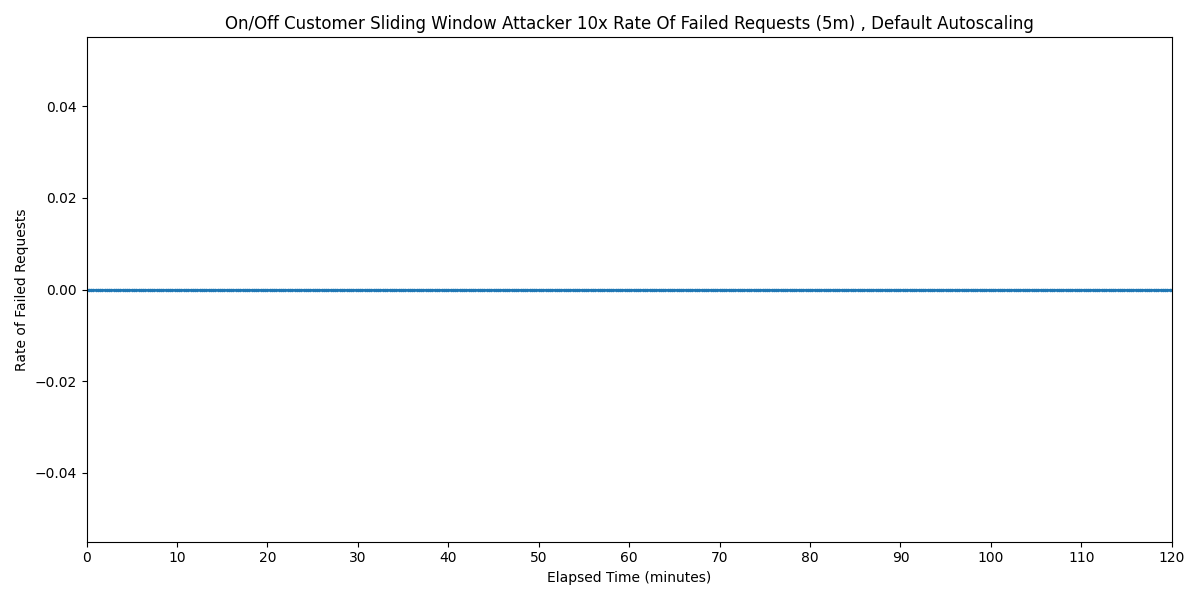 On/Off Customer Sliding Window Attacker 10x Rate Of Failed Requests (5m) , Default Autoscaling
Rate of Failed Requests
0.04
0.02
0.00
−0.02
−0.04
0 10 20 30 40 50 60 70 80 90 100 110 120
Elapsed Time (minutes)